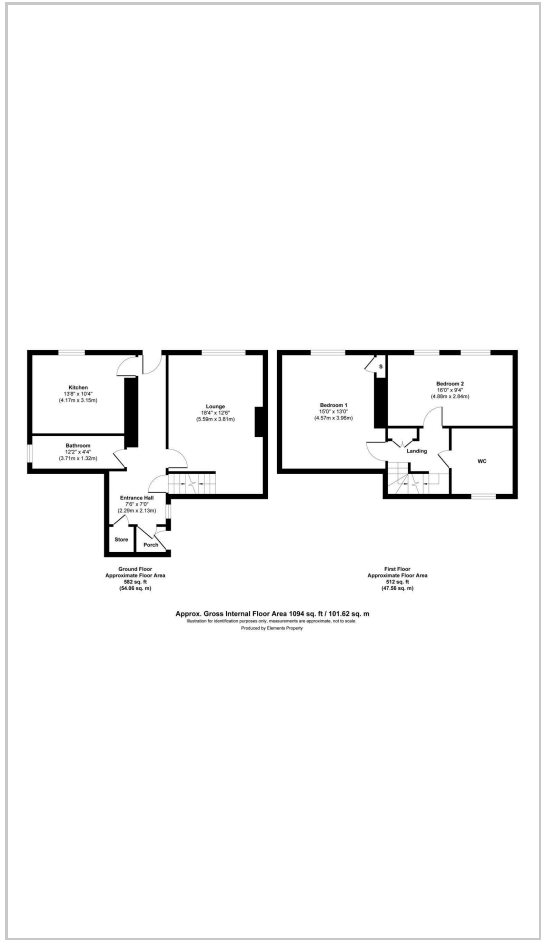 Kitchen
13'8" x 10'4"
(4.17m x 3.15m)
Bathroom
12'2" x 4'4"
(3.71m x 1.32m)
Lounge
18'4" x 12'6"
(5.59m x 3.81m)
Entrance Hall
7'6" x 7'0"
(2.29m x 2.13m)
Store
Porch
Ground Floor
Approximate Floor Area
582 sq. ft
(54.06 sq. m)
Bedroom 1
15'0" x 13'0"
(4.57m x 3.96m)
S
Bedroom 2
16'0" x 9'4"
(4.88m x 2.84m)
Landing
WC
First Floor
Approximate Floor Area
512 sq. ft
(47.56 sq. m)
Approx. Gross Internal Floor Area 1094 sq. ft / 101.62 sq. m
Illustration for identification purposes only, measurements are approximate, not to scale.
Produced by Elements Property